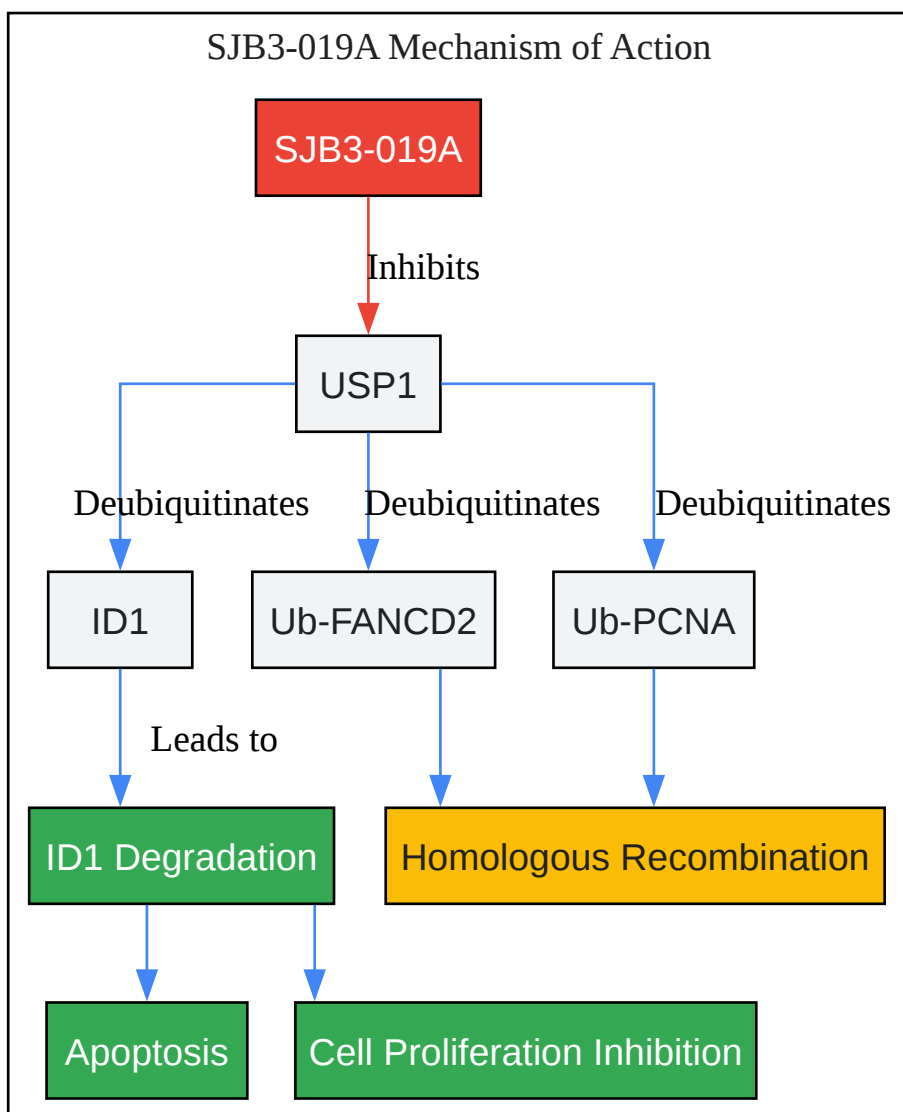 SJB3-019A Mechanism of Action
SJB3-019A
Inhibits
USP1
Deubiquitinates
Deubiquitinates
Deubiquitinates
ID1
Ub-FANCD2
Ub-PCNA
Leads to
ID1 Degradation
Homologous Recombination
Apoptosis
Cell Proliferation Inhibition